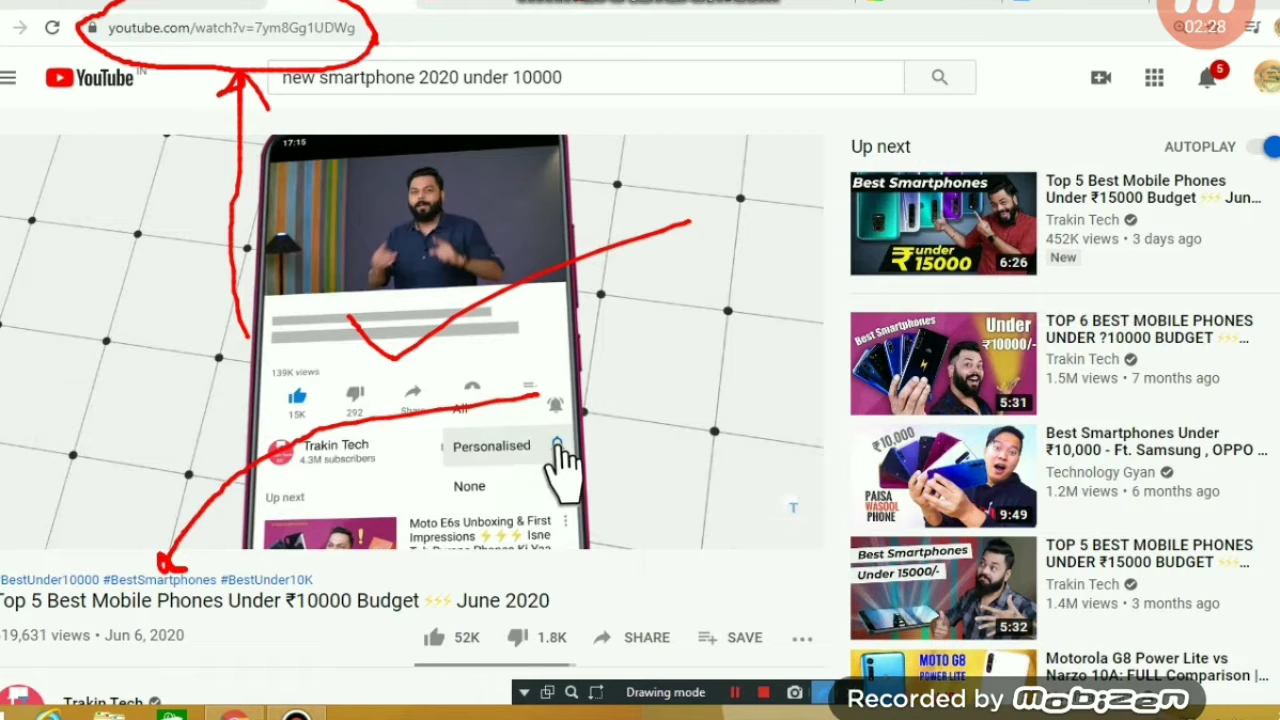 02:28
youtube.com/watch?v=7ym8Gg1UDWg
YouTube IN
new smartphone 2020 under 10000
5
17:15
139K views
15K
292
Share
All
Trakin Tech
4.3M subscribers
Personalised
None
Up next
Moto E6s Unboxing & First
Impressions ⚡⚡⚡ Isne
T
BestUnder10000 #BestSmartphones #BestUnder10K
Top 5 Best Mobile Phones Under ₹10000 Budget ⚡⚡⚡ June 2020
19,631 views • Jun 6, 2020
52K
1.8K
SHARE
SAVE
Trakin Tech
Up next
AUTOPLAY
Best Smartphones
under
₹15000
6:26
Top 5 Best Mobile Phones
Under ₹15000 Budget ⚡⚡⚡ Jun...
Trakin Tech
452K views • 3 days ago
New
Best Smartphones
Under
₹10000/-
5:31
TOP 6 BEST MOBILE PHONES
UNDER ?10000 BUDGET ⚡⚡⚡...
Trakin Tech
1.5M views • 7 months ago
₹10,000
PAISA
WASOOL
PHONE
9:49
Best Smartphones Under
₹10,000 - Ft. Samsung , OPPO ...
Technology Gyan
1.2M views • 6 months ago
Best Smartphones
Under 15000/-
5:32
TOP 5 BEST MOBILE PHONES
UNDER ₹15000 BUDGET ⚡⚡⚡...
Trakin Tech
1.4M views • 3 months ago
MOTO G8
POWER LITE
Motorola G8 Power Lite vs
Narzo 10A: FULL Comparison |...
Drawing mode
Recorded by Mobizen